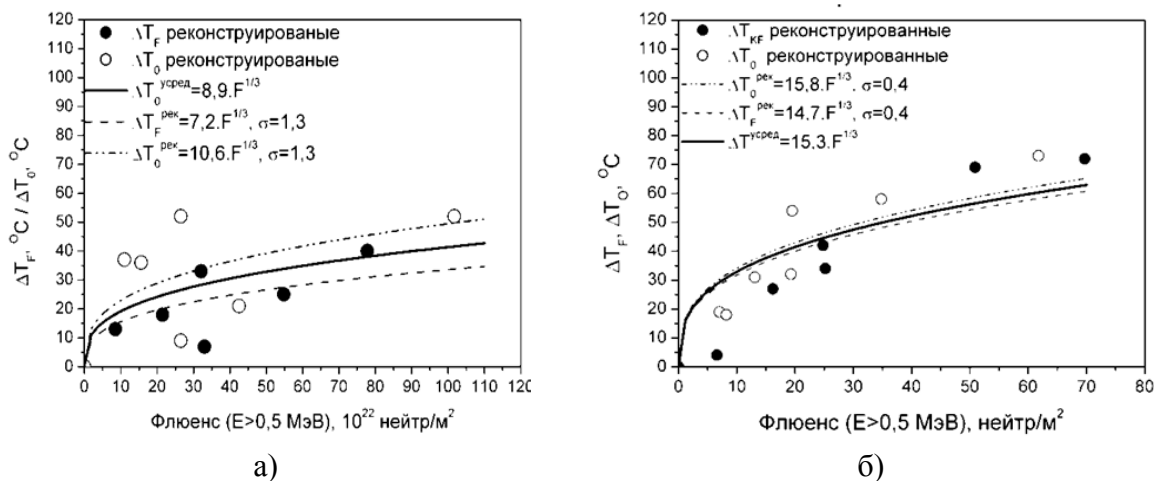 120
110
100
90
80
70
60
50
40
30
20
10
0
ΔT_F, °C / ΔT_0, °C
ΔT_F реконструированые
ΔT_0 реконструированые
ΔT_0^усред=8,9.F^1/3
ΔT_F^рек=7,2.F^1/3, σ=1,3
ΔT_0^рек=10,6.F^1/3, σ=1,3
0 10 20 30 40 50 60 70 80 90 100 110 120
Флюенс (E>0,5 МэВ), 10^22 нейтр/м^2
а)
120
110
100
90
80
70
60
50
40
30
20
10
0
ΔT_F, ΔT_0, °C
ΔT_KF реконструированные
ΔT_0 реконструированные
ΔT_0^рек=15,8.F^1/3, σ=0,4
ΔT_F^рек=14,7.F^1/3, σ=0,4
ΔT^усред=15,3.F^1/3
0 10 20 30 40 50 60 70 80
Флюенс (E>0,5 МэВ), нейтр/м^2
б)